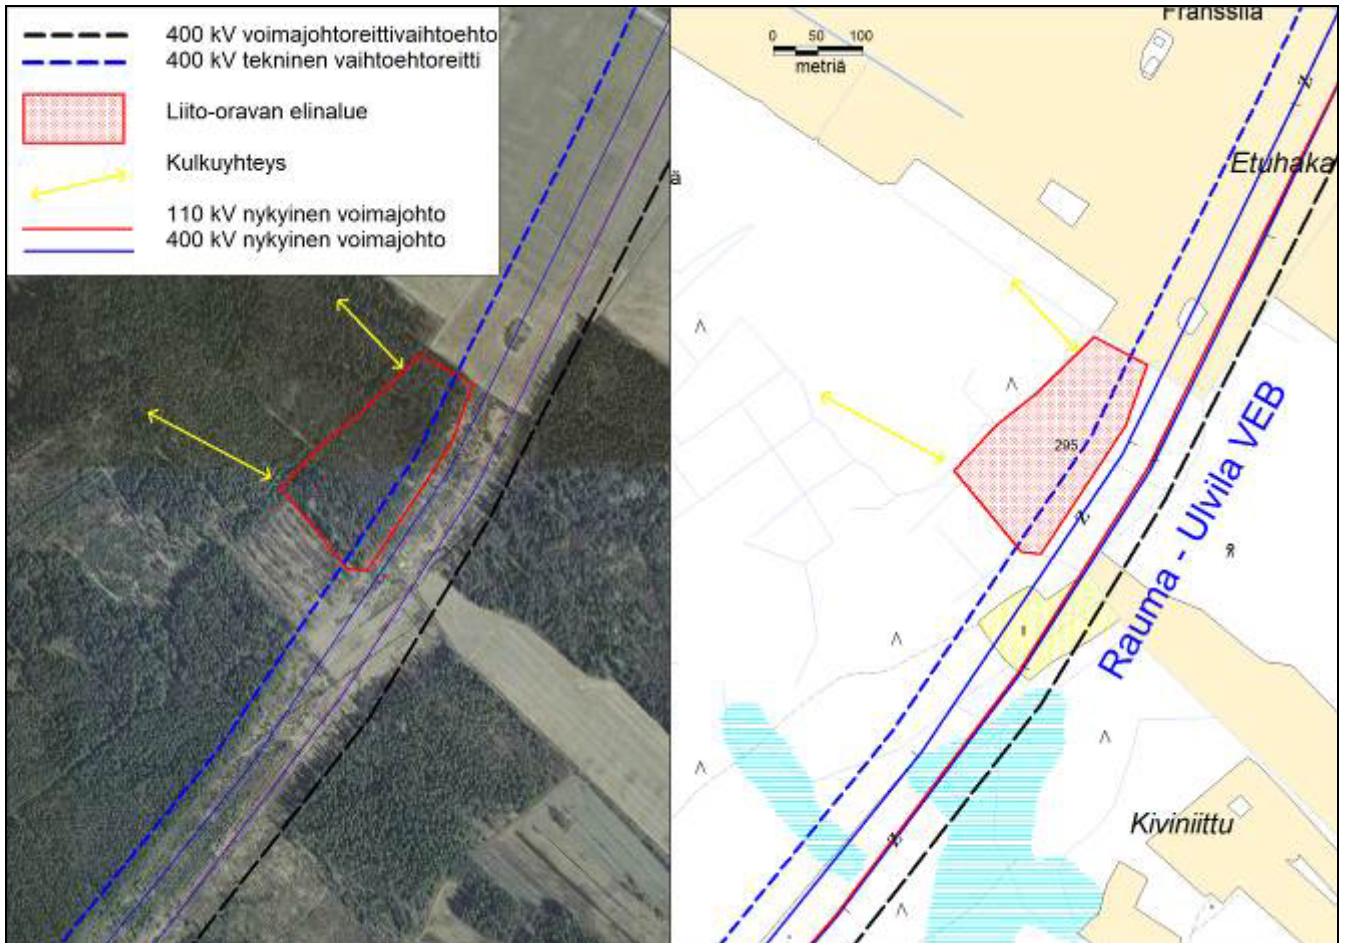 400 kV voimajohtoreittivaihtoehto
400 kV tekninen vaihtoehtoreitti
Liito-oravan elinalue
Kulkuyhteys
110 kV nykyinen voimajohto
400 kV nykyinen voimajohto
ä
Franssila
0 50 100
metriä
Etuhaka
295
Rauma - Ulvila VEB
Kiviniittu